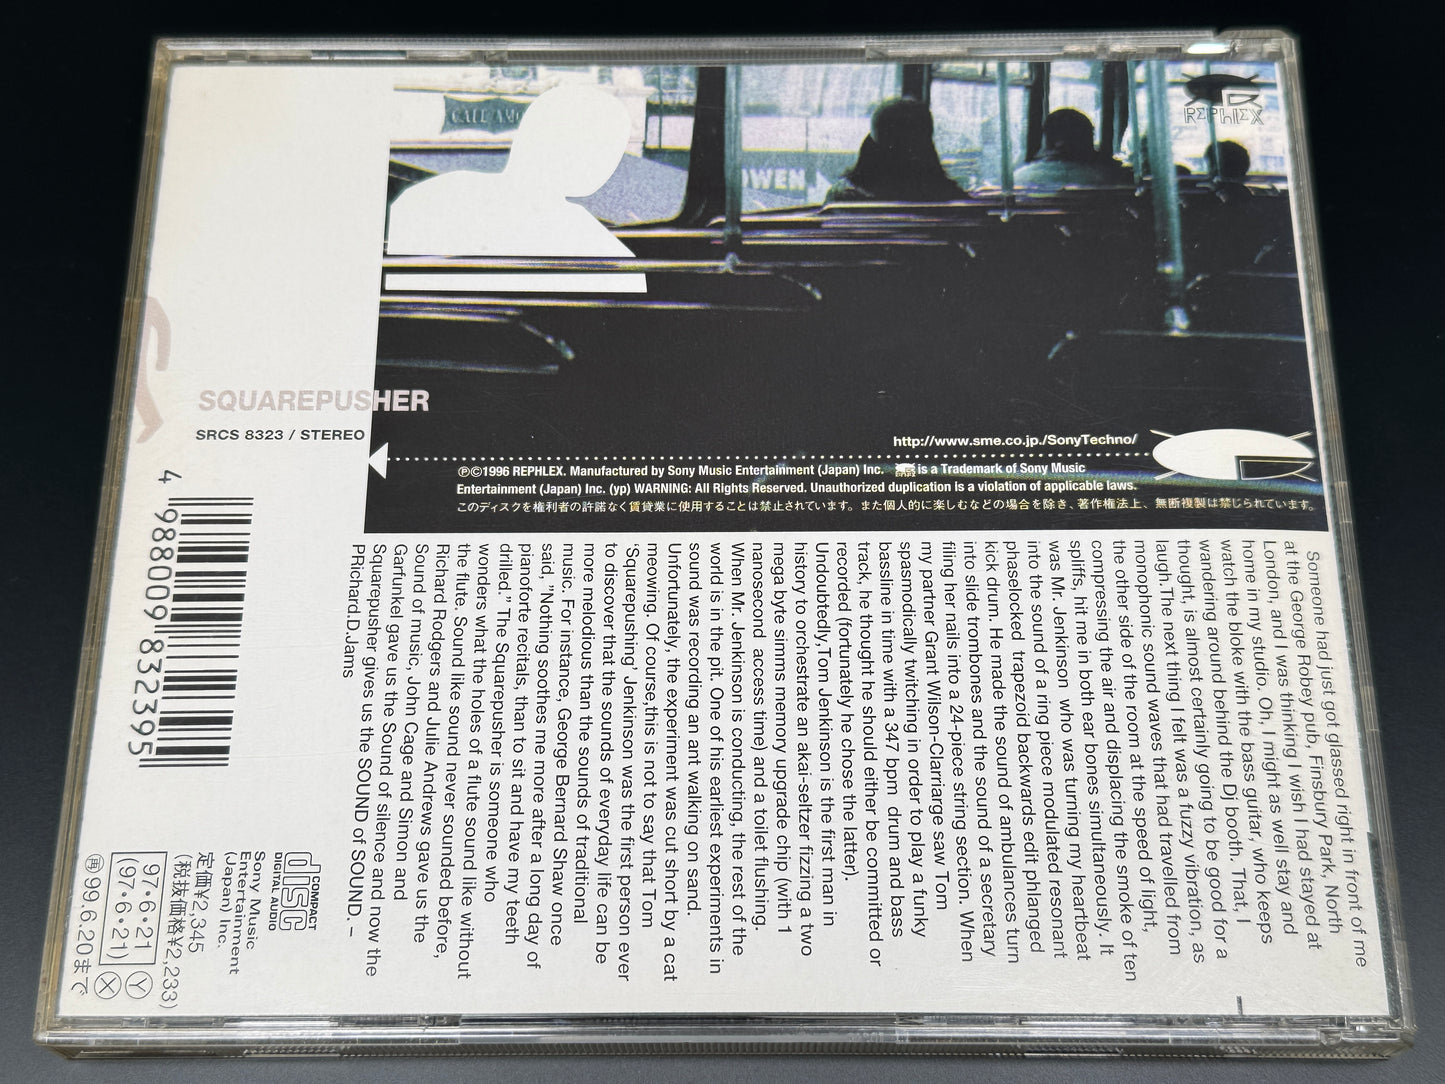 CALL AMO
OWEN
REPHLEX
SQUAREPUSHER
SRCS 8323 / STEREO
http://www.sme.co.jp/SonyTechno/
Ⓟ©1996 REPHLEX. Manufactured by Sony Music Entertainment (Japan) Inc. is a Trademark of Sony Music
Entertainment (Japan) Inc. (yp) WARNING: All Rights Reserved. Unauthorized duplication is a violation of applicable laws.
このディスクを権利者の許諾なく賃貸業に使用することは禁止されています。また個人的に楽しむなどの場合を除き、著作権法上、無断複製は禁じられています。
4 988009 832395
Someone had just got glassed right in front of me
at the George Robey pub, Finsbury Park, North
London, and I was thinking I wish I had stayed at
home in my studio. Oh, I might as well stay and
watch the bloke with the bass guitar, who keeps
wandering around behind the Dj booth. That, I
thought, is almost certainly going to be good for a
laugh.The next thing I felt was a fuzzy vibration, as
monophonic sound waves that had travelled from
the other side of the room at the speed of light,
compressing the air and displacing the smoke of ten
spliffs, hit me in both ear bones simultaneously. It
was Mr. Jenkinson who was turning my heartbeat
into the sound of a ring piece modulated resonant
phaselocked trapezoid backwards edit phlanged
kick drum. He made the sound of ambulances turn
into slide trombones and the sound of a secretary
filing her nails into a 24-piece string section. When
my partner Grant Wilson-Clarriarge saw Tom
spasmodically twitching in order to play a funky
bassline in time with a 347 bpm drum and bass
track, he thought he should either be committed or
recorded (fortunately he chose the latter).
Undoubtedly,Tom Jenkinson is the first man in
history to orchestrate an akai-seltzer fizzing a two
mega byte simms memory upgrade chip (with 1
nanosecond access time) and a toilet flushing.
When Mr. Jenkinson is conducting, the rest of the
world is in the pit. One of his earliest experiments in
sound was recording an ant walking on sand.
Unfortunately, the experiment was cut short by a cat
meowing. Of course,this is not to say that Tom
'Squarepushing' Jenkinson was the first person ever
to discover that the sounds of everyday life can be
more melodious than the sounds of traditional
music. For instance, George Bernard Shaw once
said, "Nothing soothes me more after a long day of
pianoforte recitals, than to sit and have my teeth
drilled." The Squarepusher is someone who
wonders what the holes of a flute sound like without
the flute. Sound like sound never sounded before,
Richard Rodgers and Julie Andrews gave us the
Sound of music, John Cage and Simon and
Garfunkel gave us the Sound of silence and now the
Squarepusher gives us the SOUND of SOUND. –
PRichard.D.Jams
COMPACT
disc
DIGITAL AUDIO
Sony Music
Entertainment
(Japan) Inc.
定価¥2,345
(税抜価格¥2,233)
97・6・21 Ⓨ
(97・6・21) Ⓧ
㊞99.6.20まで